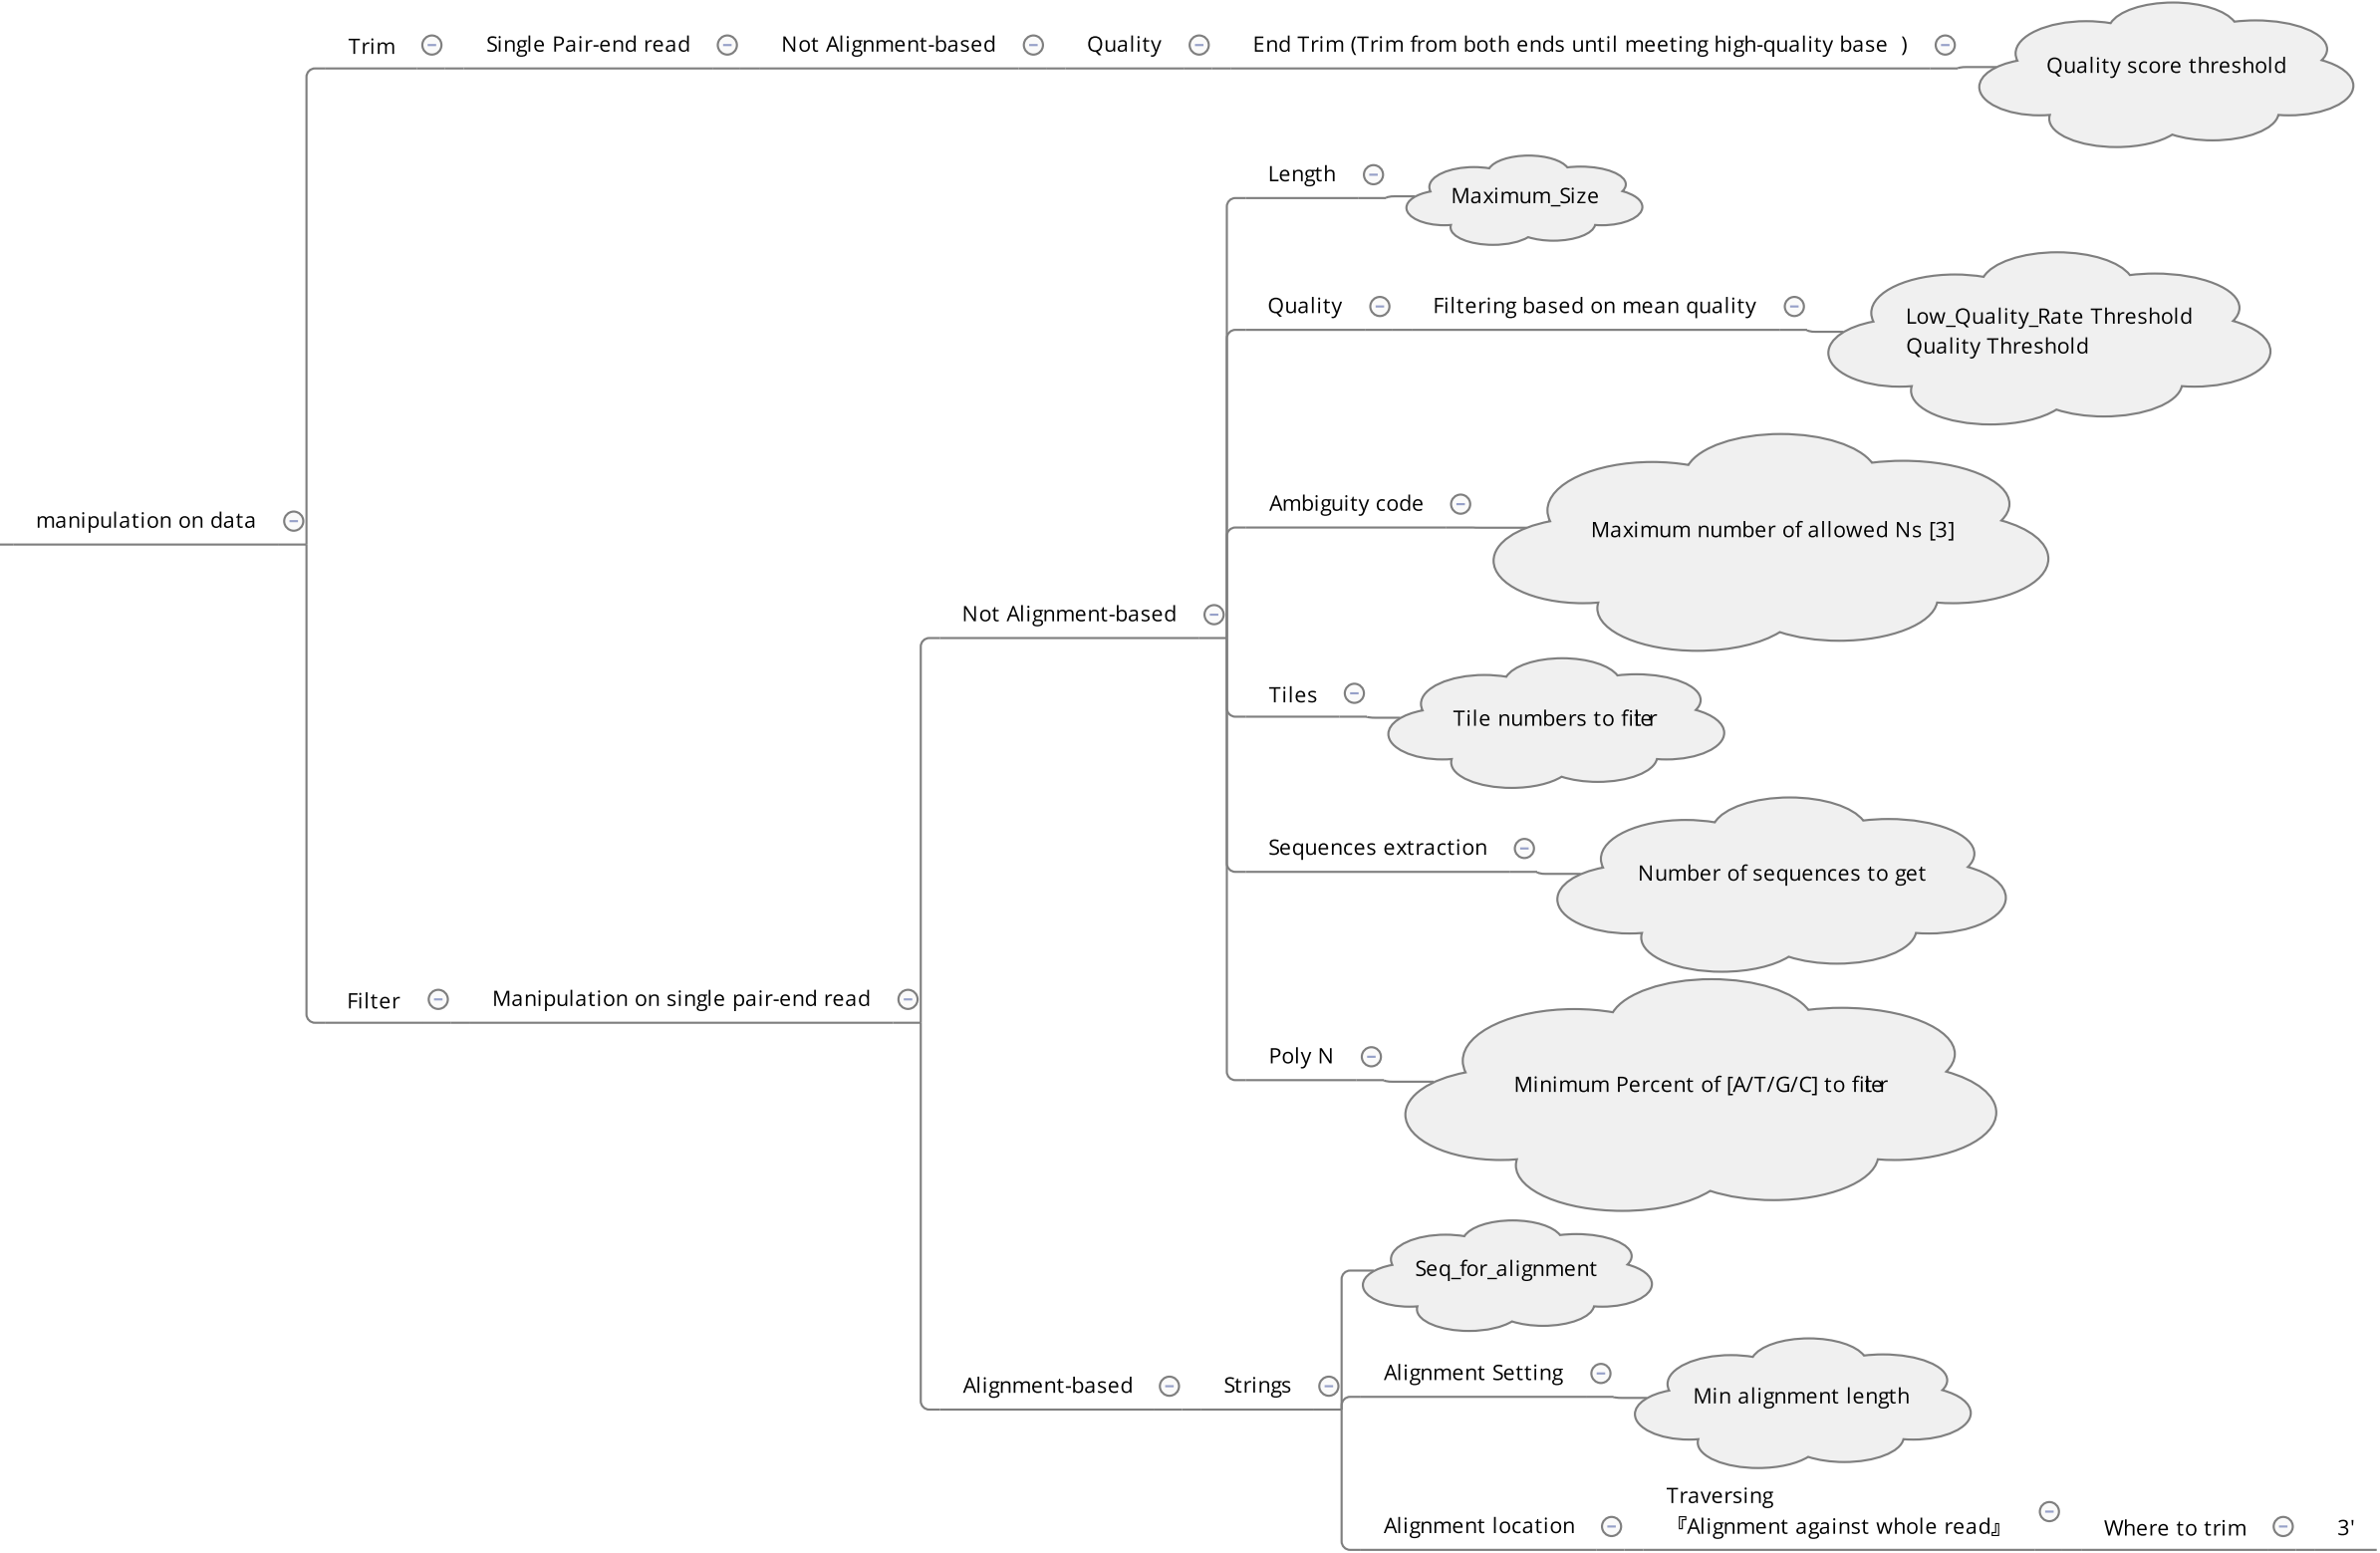 Trim
Single Pair-end read
Not Alignment-based
Quality
End Trim (Trim from both ends until meeting high-quality base )
Quality score threshold
Length
Maximum_Size
Quality
Filtering based on mean quality
Low_Quality_Rate Threshold
Quality Threshold
manipulation on data
Ambiguity code
Maximum number of allowed Ns [3]
Not Alignment-based
Tiles
Tile numbers to filter
Sequences extraction
Number of sequences to get
Filter
Manipulation on single pair-end read
Poly N
Minimum Percent of [A/T/G/C] to filter
Seq_for_alignment
Alignment-based
Strings
Alignment Setting
Min alignment length
Alignment location
Traversing
『Alignment against whole read』
Where to trim
3'